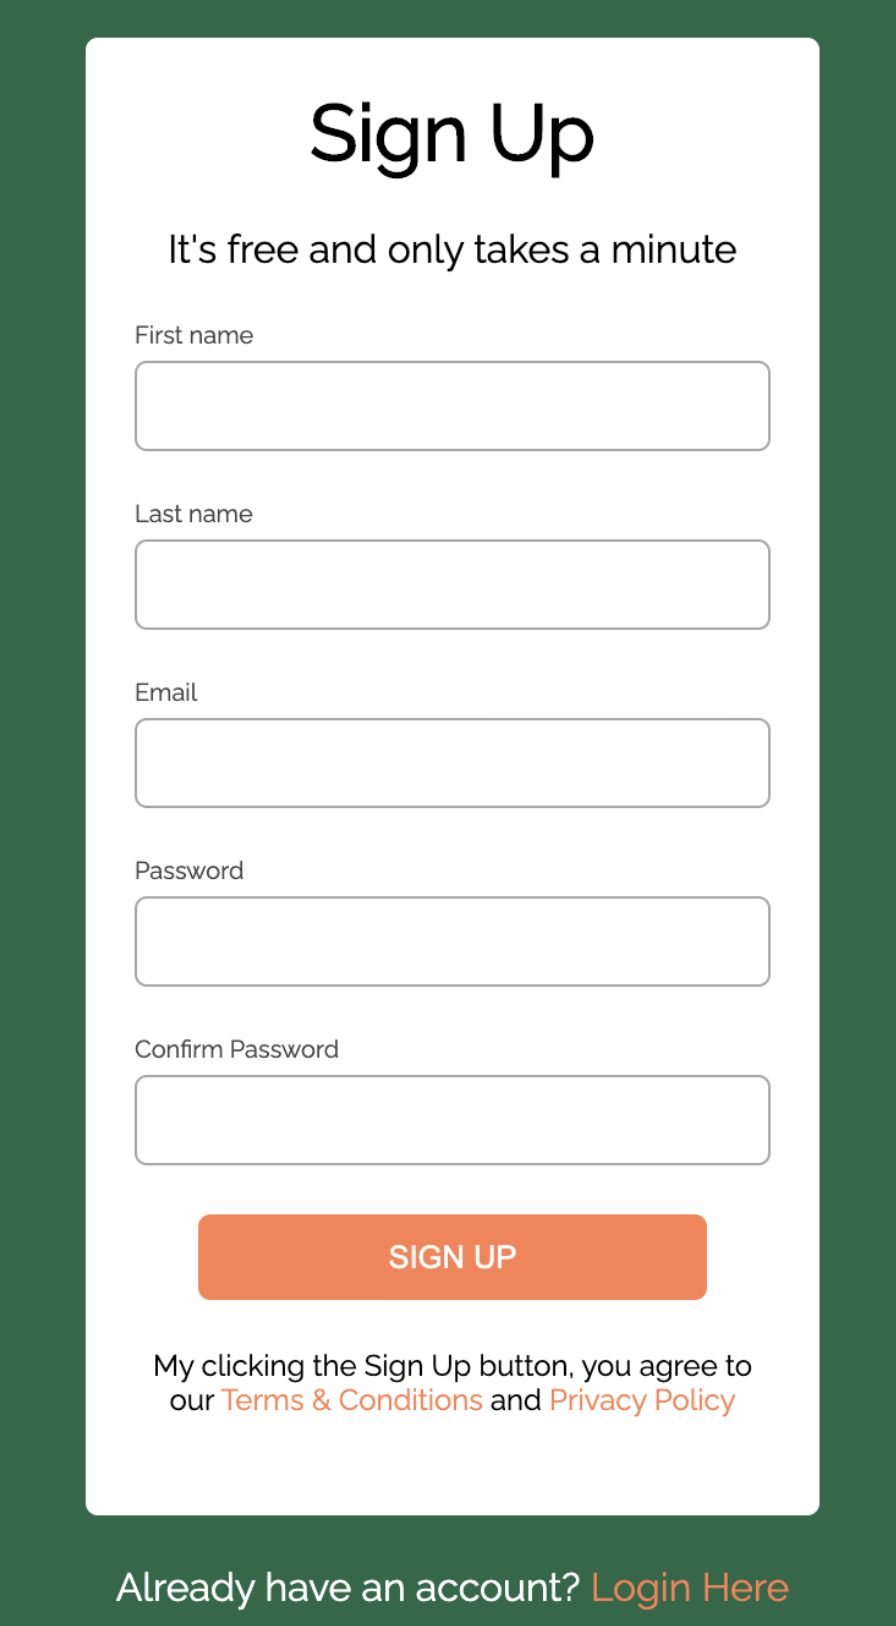 Sign Up
It's free and only takes a minute
First name
Last name
Email
Password
Confirm Password
SIGN UP
My clicking the Sign Up button, you agree to
our Terms & Conditions and Privacy Policy
Already have an account? Login Here